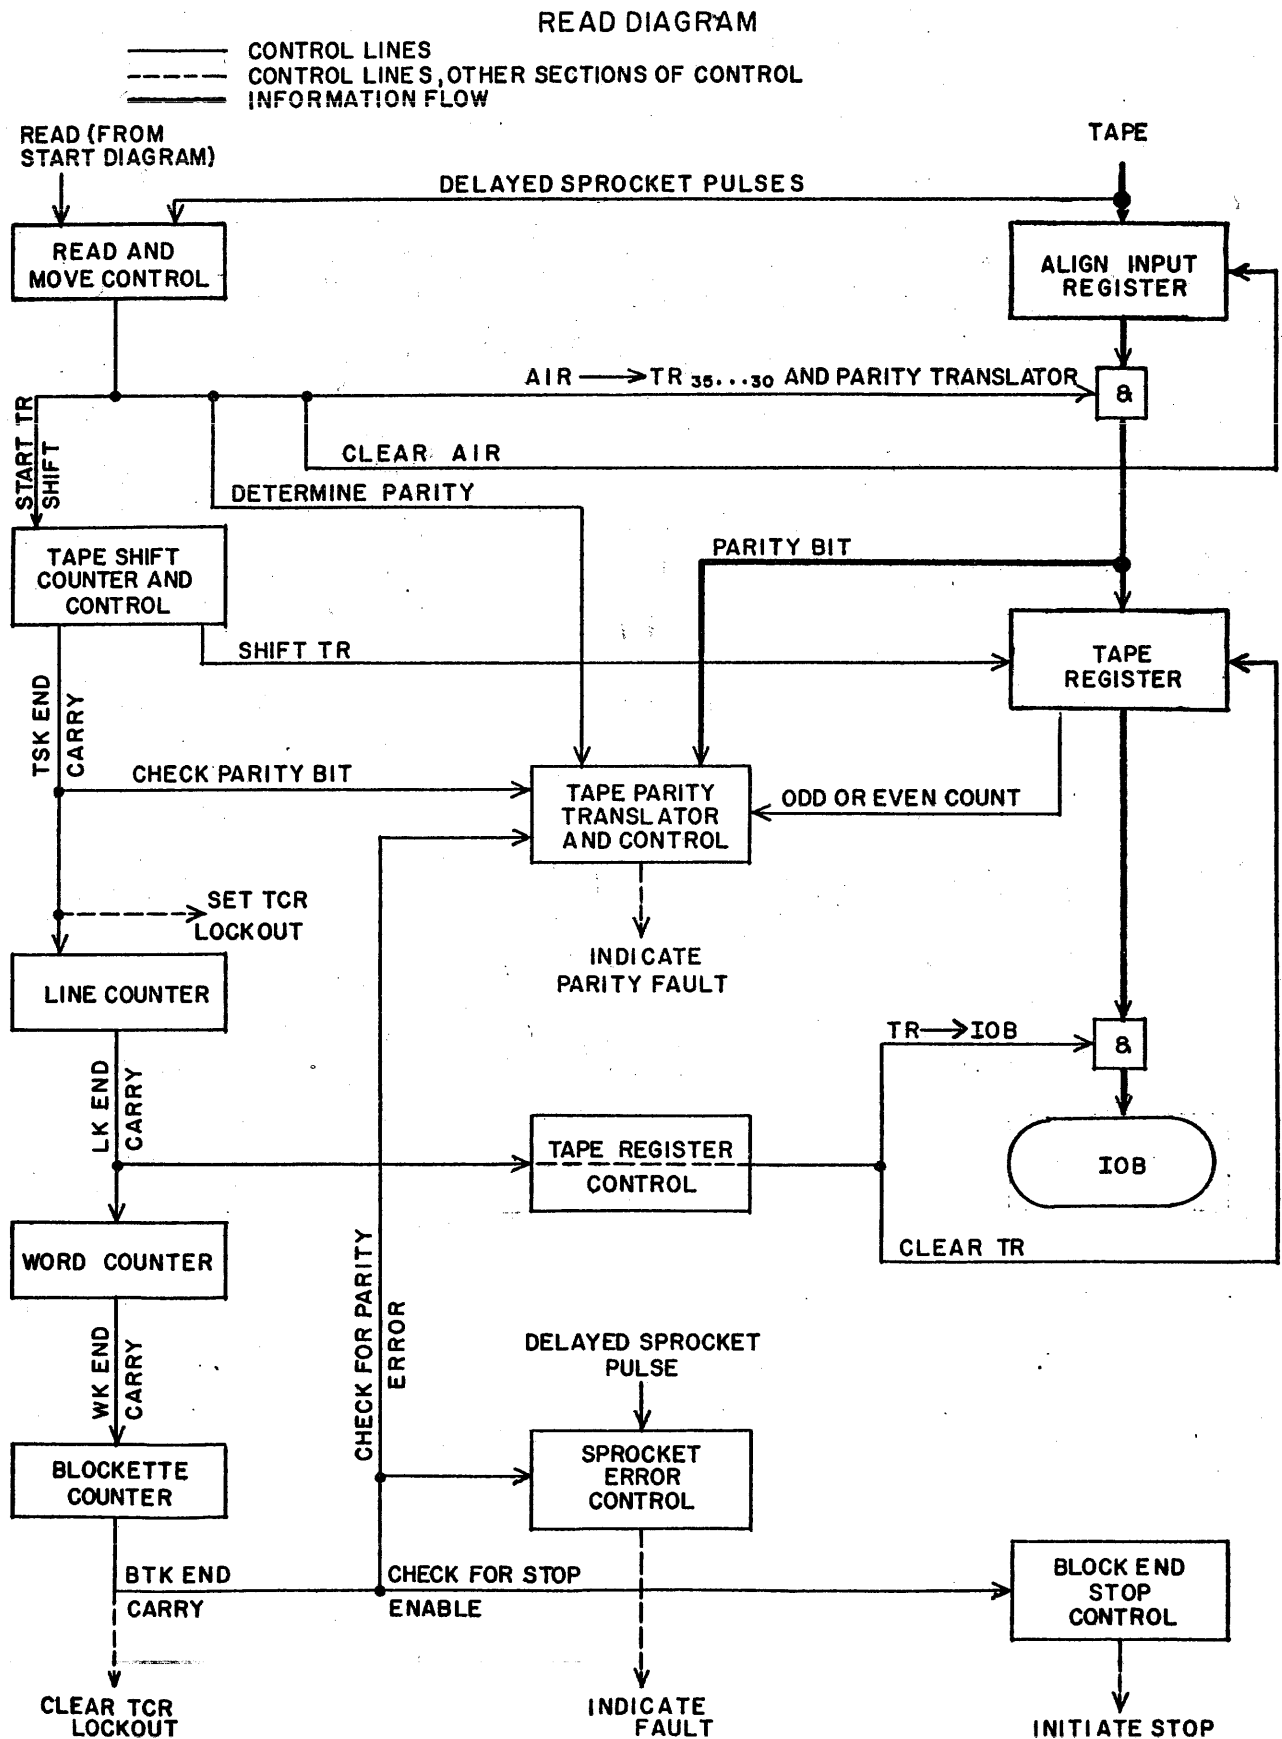 READ DIAGRAM
CONTROL LINES
CONTROL LINES, OTHER SECTIONS OF CONTROL
INFORMATION FLOW
READ (FROM
START DIAGRAM)
TAPE
DELAYED SPROCKET PULSES
READ AND
MOVE CONTROL
ALIGN INPUT
REGISTER
AIR → TR 35...30 AND PARITY TRANSLATOR
&
START TR
SHIFT
CLEAR AIR
DETERMINE PARITY
PARITY BIT
TAPE SHIFT
COUNTER AND
CONTROL
SHIFT TR
TAPE
REGISTER
TSK END
CARRY
CHECK PARITY BIT
TAPE PARITY
TRANSLATOR
AND CONTROL
ODD OR EVEN COUNT
SET TCR
LOCKOUT
INDICATE
PARITY FAULT
LINE COUNTER
TR → IOB
&
LK END
CARRY
TAPE REGISTER
CONTROL
IOB
CLEAR TR
WORD COUNTER
CHECK FOR PARITY
ERROR
WK END
CARRY
DELAYED SPROCKET
PULSE
BLOCKETTE
COUNTER
SPROCKET
ERROR
CONTROL
BTK END
CARRY
CHECK FOR STOP
ENABLE
BLOCK END
STOP
CONTROL
CLEAR TCR
LOCKOUT
INDICATE
FAULT
INITIATE STOP